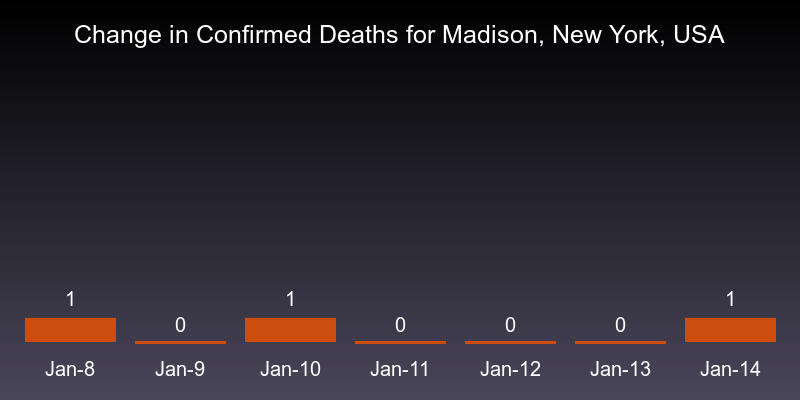 Change in Confirmed Deaths for Madison, New York, USA
1 0 1 0 0 0 1
Jan-8 Jan-9 Jan-10 Jan-11 Jan-12 Jan-13 Jan-14